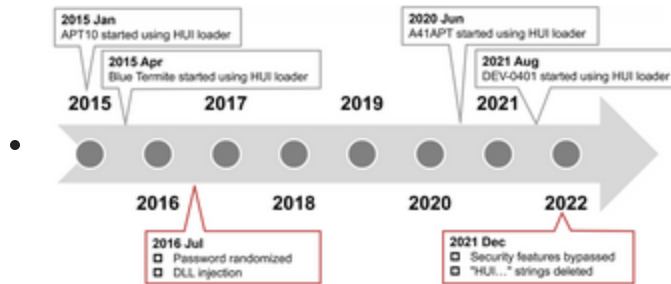 2015 Jan
APT10 started using HUI loader
2015 Apr
Blue Termite started using HUI loader
2020 Jun
A41APT started using HUI loader
2021 Aug
DEV-0401 started using HUI loader
2015
2017
2019
2021
2016
2018
2020
2022
2016 Jul
Password randomized
DLL injection
2021 Dec
Security features bypassed
"HUI..." strings deleted